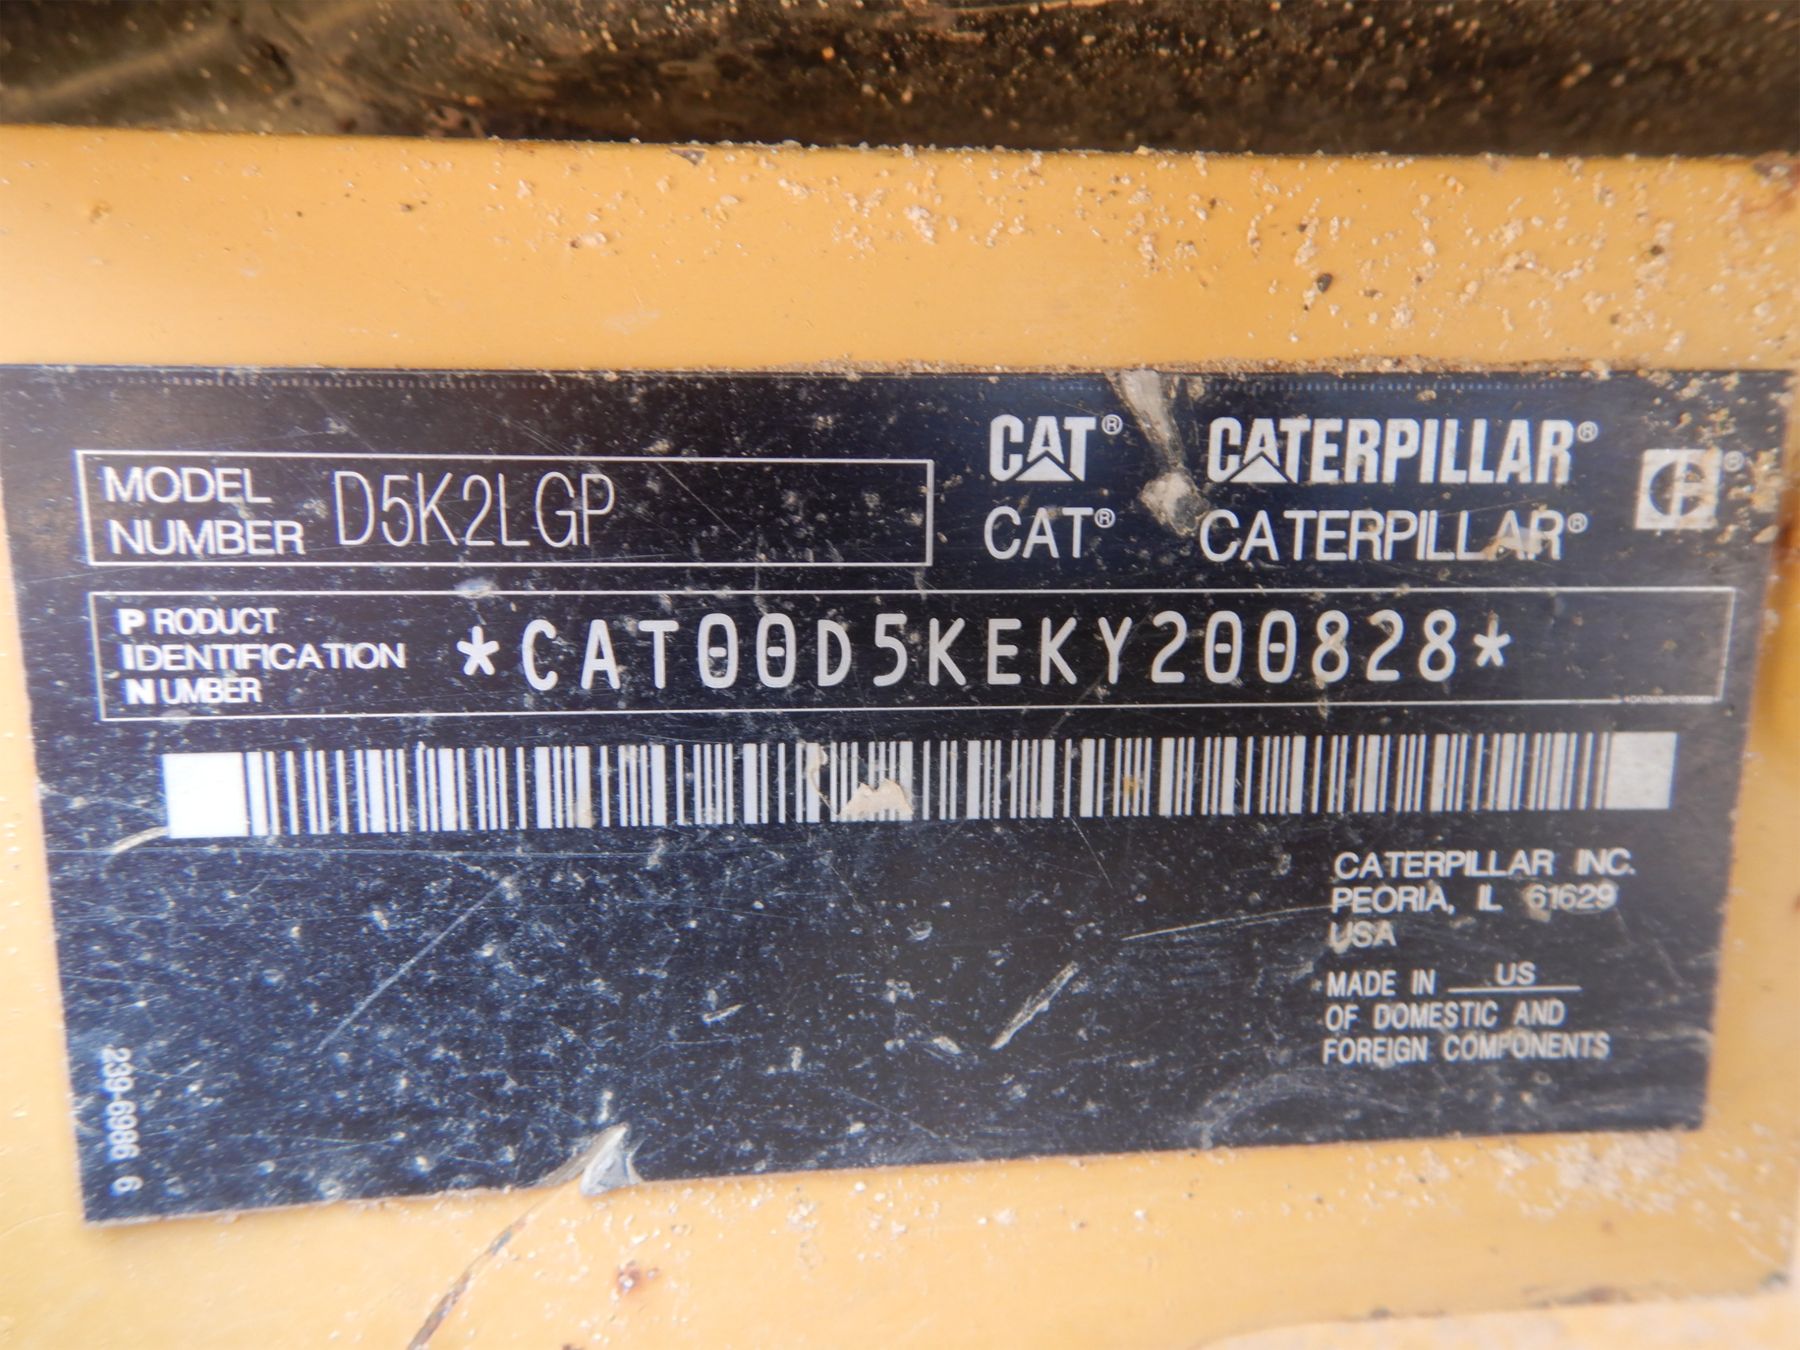 MODEL NUMBER D5K2LGP
CAT® CATERPILLAR®
CAT® CATERPILLAR®
PRODUCT IDENTIFICATION NUMBER *CAT00D5KEKY200828*
CATERPILLAR INC.
PEORIA, IL 61629
USA
MADE IN US
OF DOMESTIC AND
FOREIGN COMPONENTS
239-6986 6